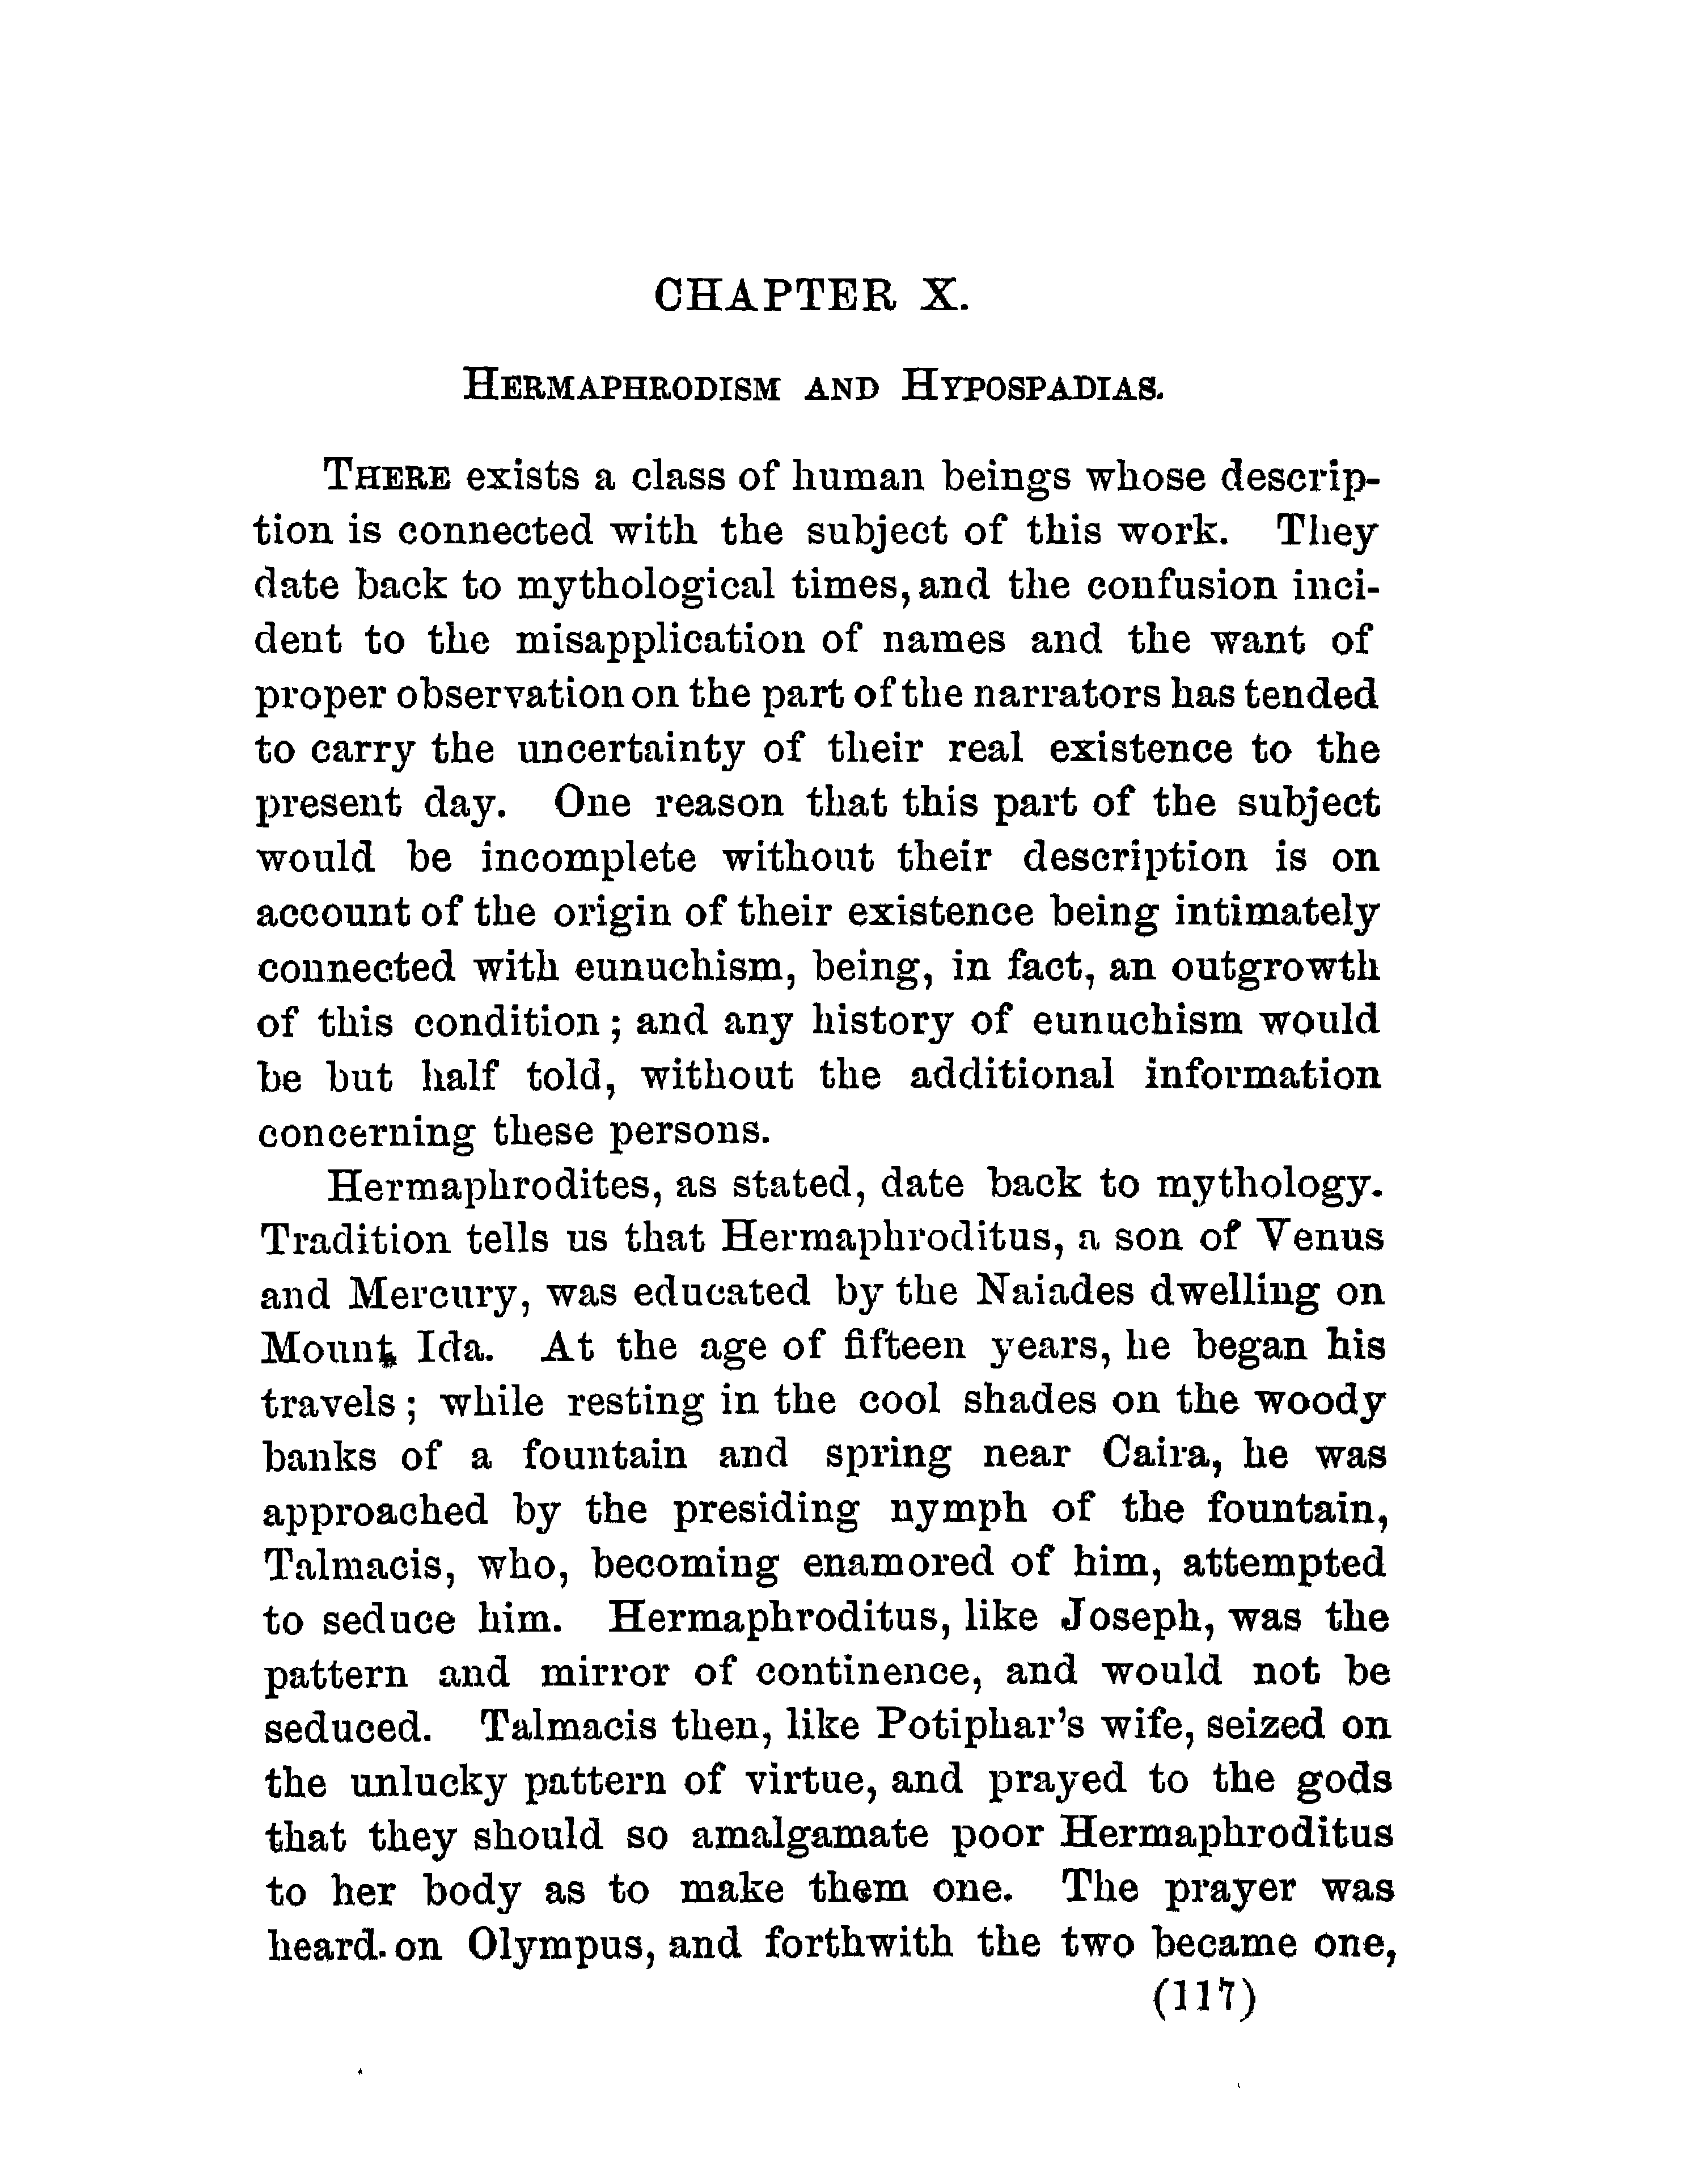 CHAPTER X.
HERMAPHRODISM AND HYPOSPADIAS.
THERE exists a class of human beings whose descrip-
tion is connected with the subject of this work. They
date back to mythological times, and the confusion inci-
dent to the misapplication of names and the want of
proper observation on the part of the narrators has tended
to carry the uncertainty of their real existence to the
present day. One reason that this part of the subject
would be incomplete without their description is on
account of the origin of their existence being intimately
connected with eunuchism, being, in fact, an outgrowth
of this condition; and any history of eunuchism would
be but half told, without the additional information
concerning these persons.
Hermaphrodites, as stated, date back to mythology.
Tradition tells us that Hermaphroditus, a son of Venus
and Mercury, was educated by the Naiades dwelling on
Mount Ida. At the age of fifteen years, he began his
travels; while resting in the cool shades on the woody
banks of a fountain and spring near Caira, he was
approached by the presiding nymph of the fountain,
Talmacis, who, becoming enamored of him, attempted
to seduce him. Hermaphroditus, like Joseph, was the
pattern and mirror of continence, and would not be
seduced. Talmacis then, like Potiphar's wife, seized on
the unlucky pattern of virtue, and prayed to the gods
that they should so amalgamate poor Hermaphroditus
to her body as to make them one. The prayer was
heard on Olympus, and forthwith the two became one,
(117)